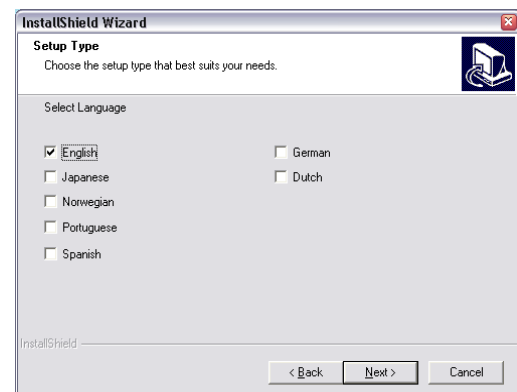 InstallShield Wizard
Setup Type
Choose the setup type that best suits your needs.
Select Language
English
Japanese
Norwegian
Portuguese
Spanish
German
Dutch
InstallShield
< Back
Next >
Cancel